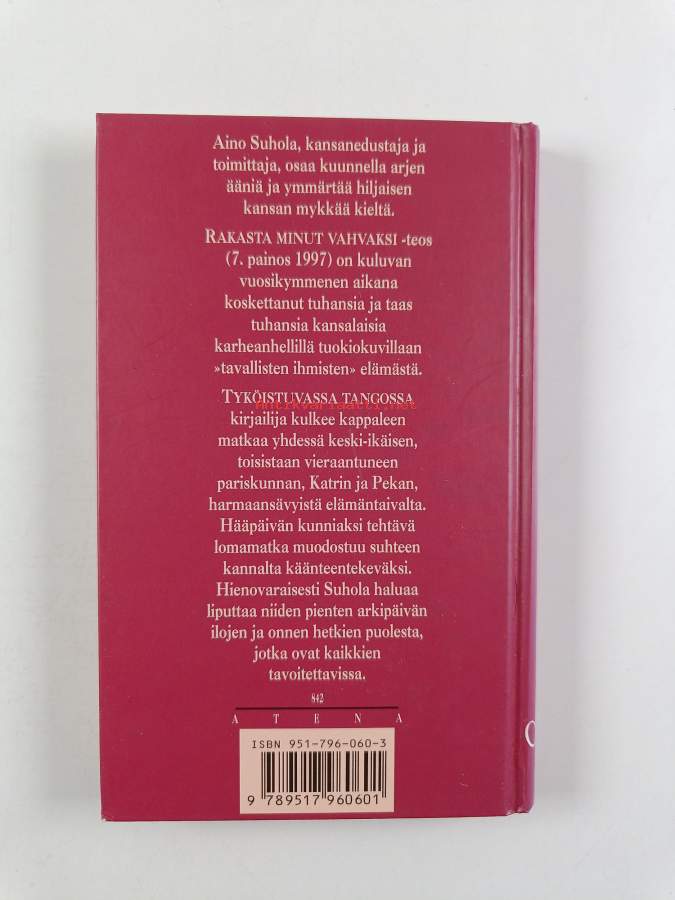 Aino Suhola, kansanedustaja ja
toimittaja, osaa kuunnella arjen
ääniä ja ymmärtää hiljaisen
kansan mykkää kieltä.
RAKASTA MINUT VAHVAKSI -teos
(7. painos 1997) on kuluvan
vuosikymmenen aikana
koskettanut tuhansia ja taas
tuhansia kansalaisia
karheanhellillä tuokiokuvillaan
»tavallisten ihmisten» elämästä.
TYKÖISTUVASSA TANGOSSA
Antikvariaatti.net
kirjailija kulkee kappaleen
matkaa yhdessä keski-ikäisen,
toisistaan vieraantuneen
pariskunnan, Katrin ja Pekan,
harmaansävyistä elämäntaivalta.
Hääpäivän kunniaksi tehtävä
lomamatka muodostuu suhteen
kannalta käänteentekeväksi.
Hienovaraisesti Suhola haluaa
liputtaa niiden pienten arkipäivän
ilojen ja onnen hetkien puolesta,
jotka ovat kaikkien
tavoitettavissa.
842
ATENA
ISBN 951-796-060-3
9 789517 960601